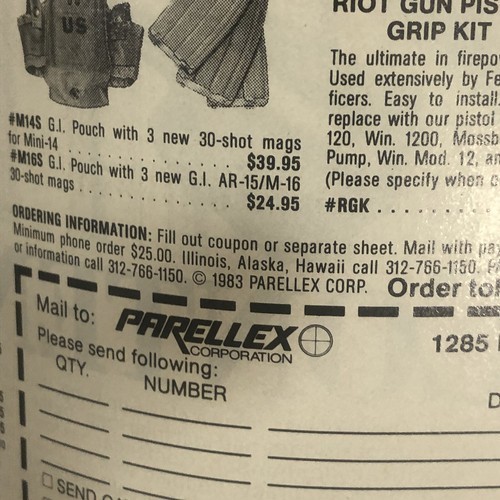 US
#M14S G.I. Pouch with 3 new 30-shot mags
for Mini-14 . . . . . . . . . . . . . . $39.95
#M16S G.I. Pouch with 3 new G.I. AR-15/M-16
30-shot mags . . . . . . . . . . . . . $24.95
RIOT GUN PIS
GRIP KIT
The ultimate in firepo
Used extensively by Fe
ficers. Easy to install.
replace with our pistol
120, Win. 1200, Mossb
Pump, Win. Mod. 12, an
(Please specify when o
#RGK . . . . . . . .
ORDERING INFORMATION: Fill out coupon or separate sheet. Mail with pa
Minimum phone order $25.00. Illinois, Alaska, Hawaii call 312-766-1150. F
or information call 312-766-1150. © 1983 PARELLEX CORP. Order tol
Mail to: PARELLEX
CORPORATION
1285
Please send following:
QTY. NUMBER
D
□ SEND